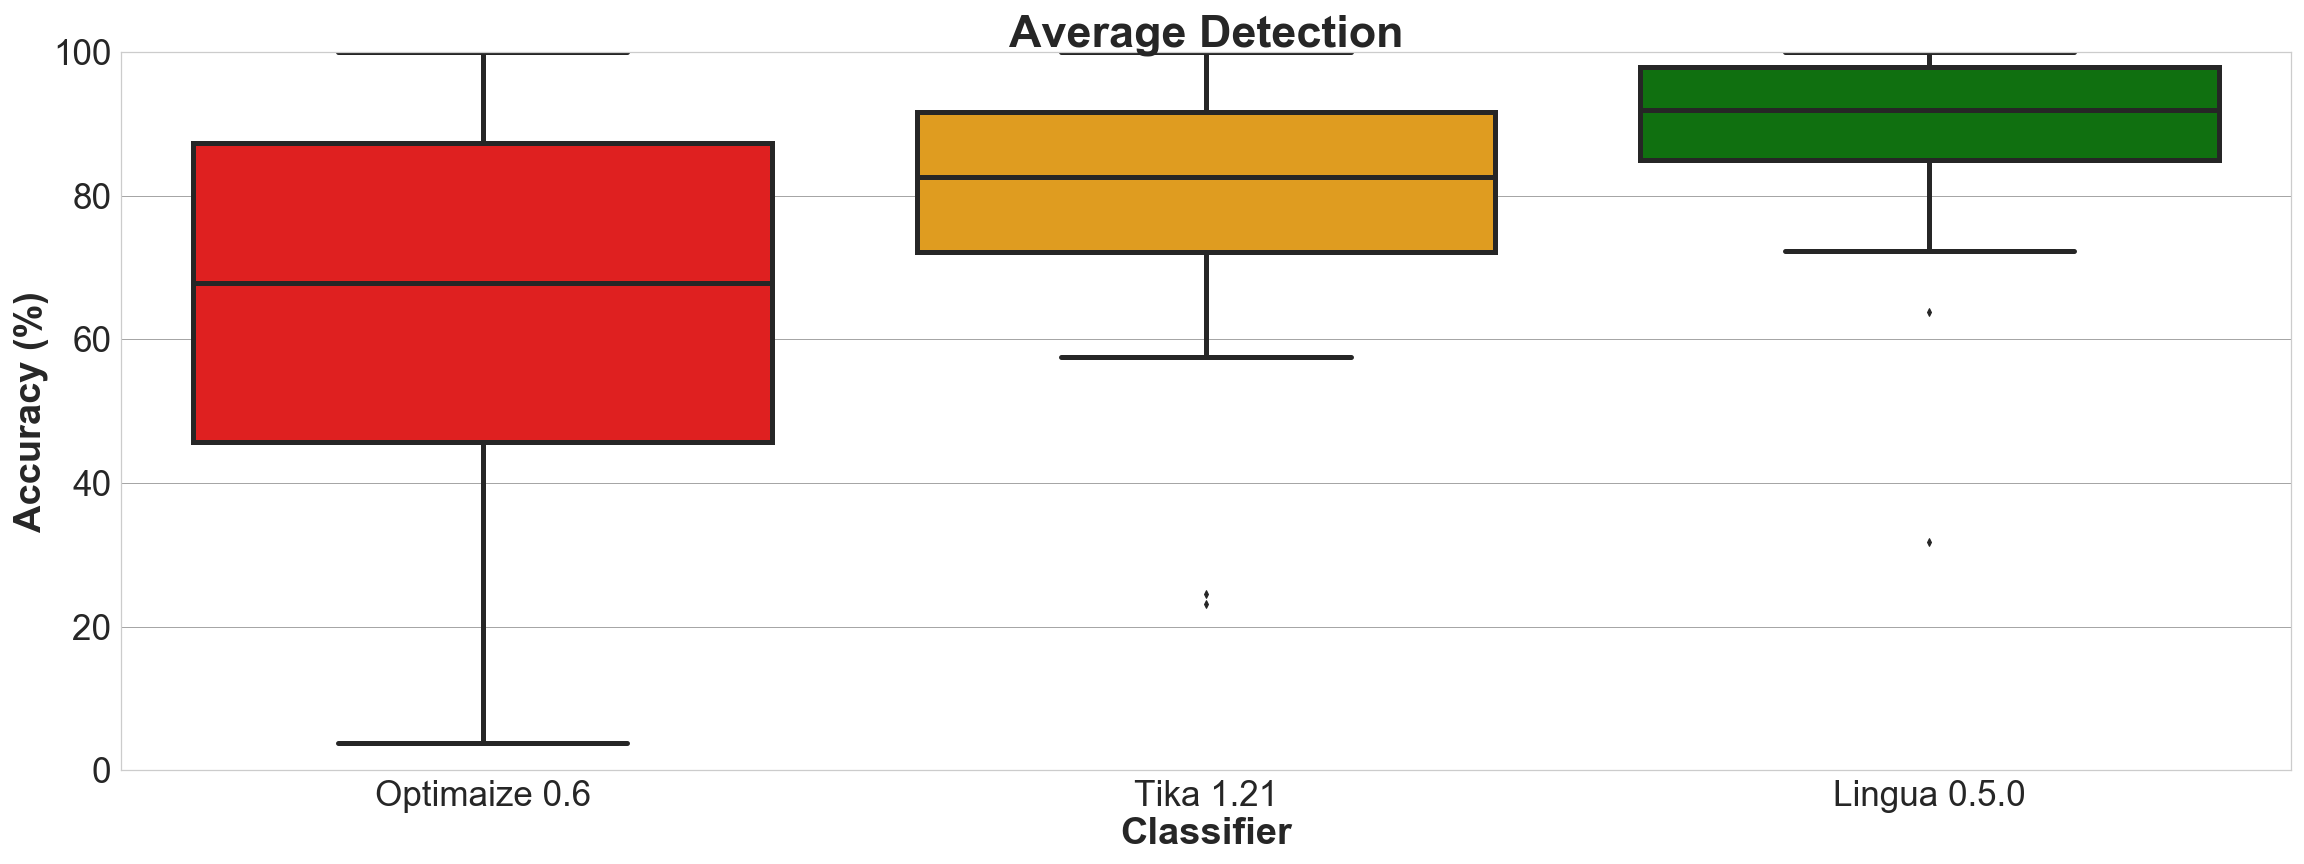 Average Detection
Accuracy (%)
100
80
60
40
20
0
Optimaize 0.6
Tika 1.21
Lingua 0.5.0
Classifier